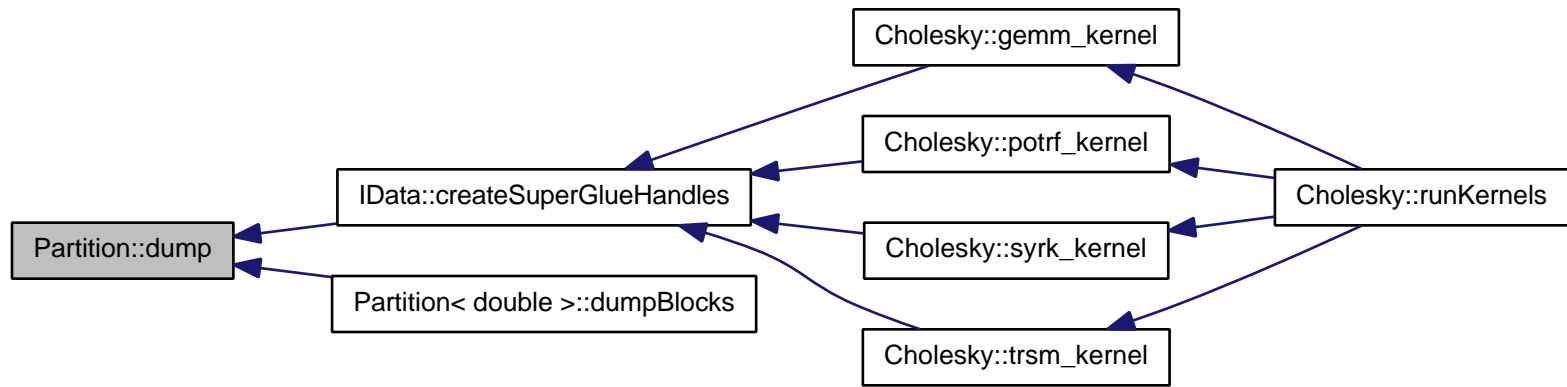 Partition::dump
IData::createSuperGlueHandles
Partition< double >::dumpBlocks
Cholesky::gemm_kernel
Cholesky::potrf_kernel
Cholesky::syrk_kernel
Cholesky::trsm_kernel
Cholesky::runKernels